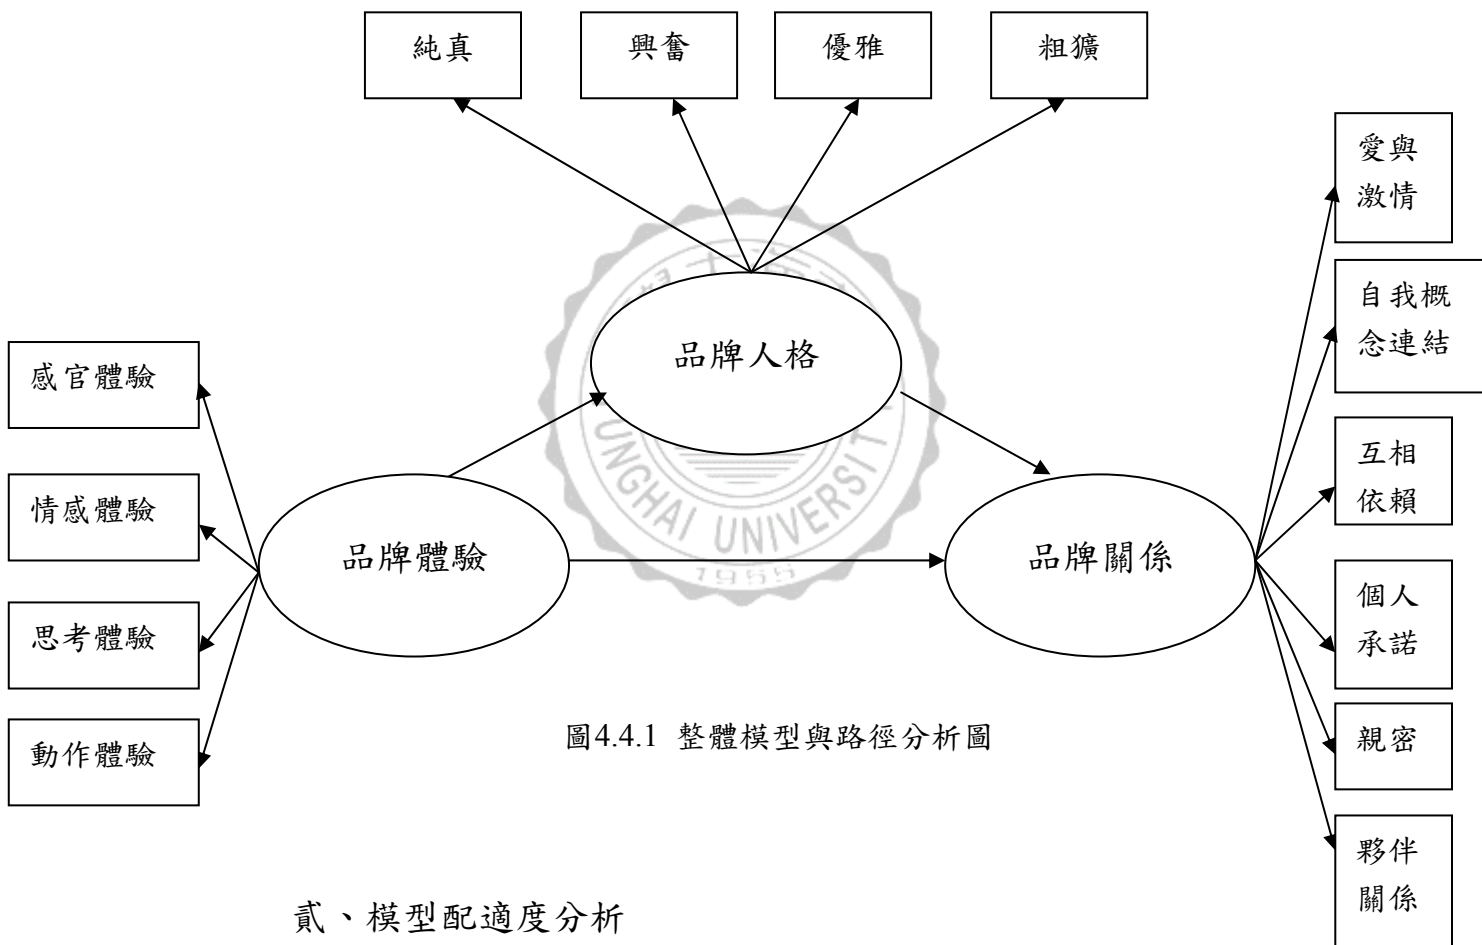 純真
興奮
優雅
粗獷
愛與
激情
自我概
念連結
品牌人格
感官體驗
互相
依賴
情感體驗
UNGHAI UNIVERSIT
1955
品牌體驗
品牌關係
個人
承諾
思考體驗
動作體驗
圖4.4.1 整體模型與路徑分析圖
親密
夥伴
關係
貳、模型配適度分析